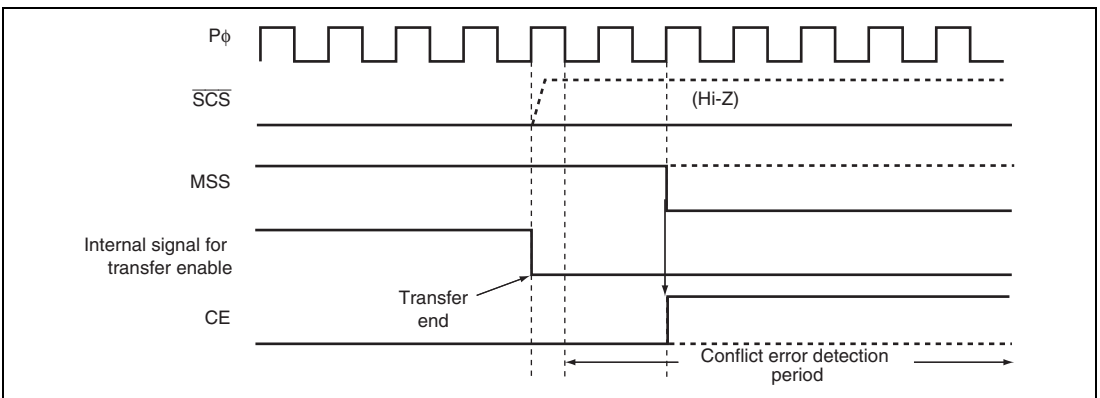 Pϕ
SCS
(Hi-Z)
MSS
Internal signal for
transfer enable
Transfer
end
CE
Conflict error detection
period